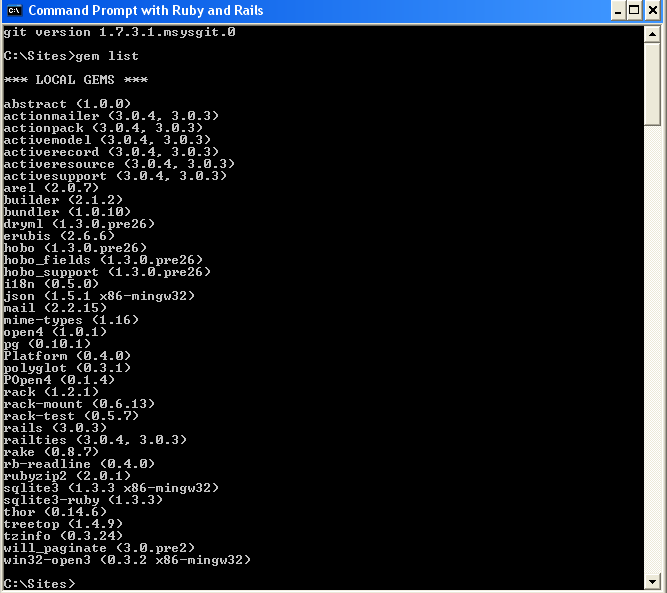 Command Prompt with Ruby and Rails
git version 1.7.3.1.msysgit.0
C:\Sites>gem list
*** LOCAL GEMS ***
abstract (1.0.0)
actionmailer (3.0.4, 3.0.3)
actionpack (3.0.4, 3.0.3)
activemodel (3.0.4, 3.0.3)
activerecord (3.0.4, 3.0.3)
activeresource (3.0.4, 3.0.3)
activesupport (3.0.4, 3.0.3)
arel (2.0.7)
builder (2.1.2)
bundler (1.0.10)
dryml (1.3.0.pre26)
erubis (2.6.6)
hobo (1.3.0.pre26)
hobo_fields (1.3.0.pre26)
hobo_support (1.3.0.pre26)
i18n (0.5.0)
json (1.5.1 x86-mingw32)
mail (2.2.15)
mime-types (1.16)
open4 (1.0.1)
pg (0.10.1)
Platform (0.4.0)
polyglot (0.3.1)
POpen4 (0.1.4)
rack (1.2.1)
rack-mount (0.6.13)
rack-test (0.5.7)
rails (3.0.3)
railties (3.0.4, 3.0.3)
rake (0.8.7)
rb-readline (0.4.0)
rubyzip2 (2.0.1)
sqlite3 (1.3.3 x86-mingw32)
sqlite3-ruby (1.3.3)
thor (0.14.6)
treetop (1.4.9)
tzinfo (0.3.24)
will_paginate (3.0.pre2)
win32-open3 (0.3.2 x86-mingw32)
C:\Sites>